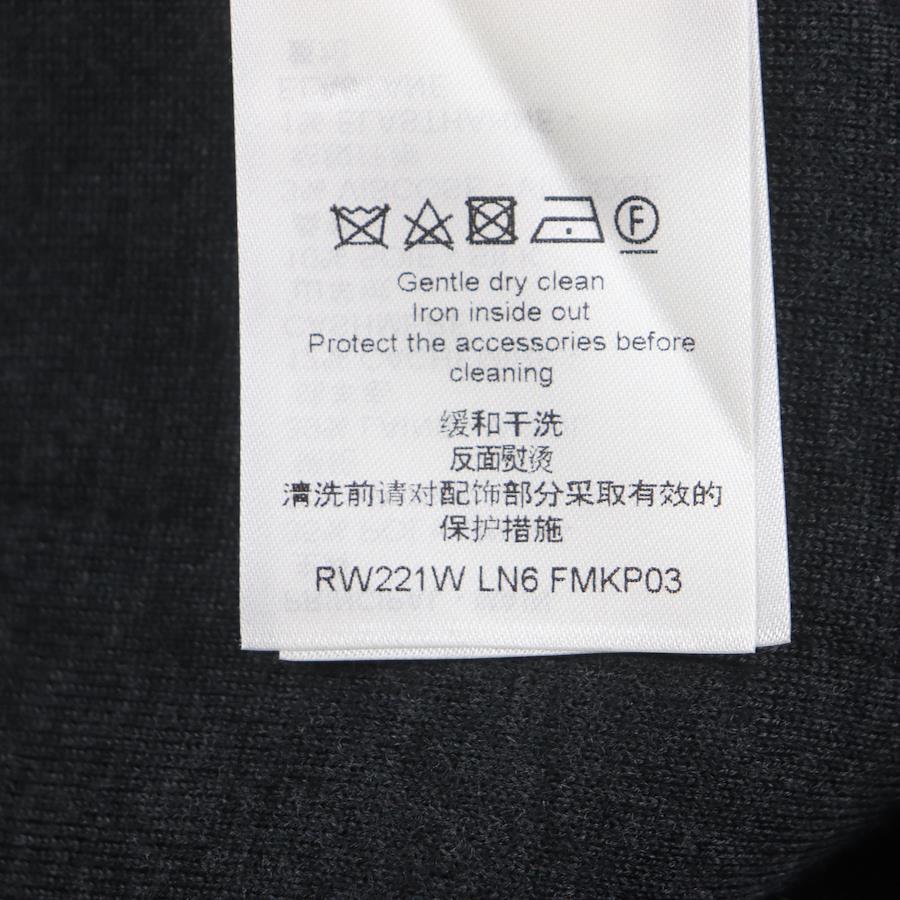 F
Gentle dry clean
Iron inside out
Protect the accessories before
cleaning
缓和干洗
反面熨烫
清洗前请对配饰部分采取有效的
保护措施
RW221W LN6 FMKP03